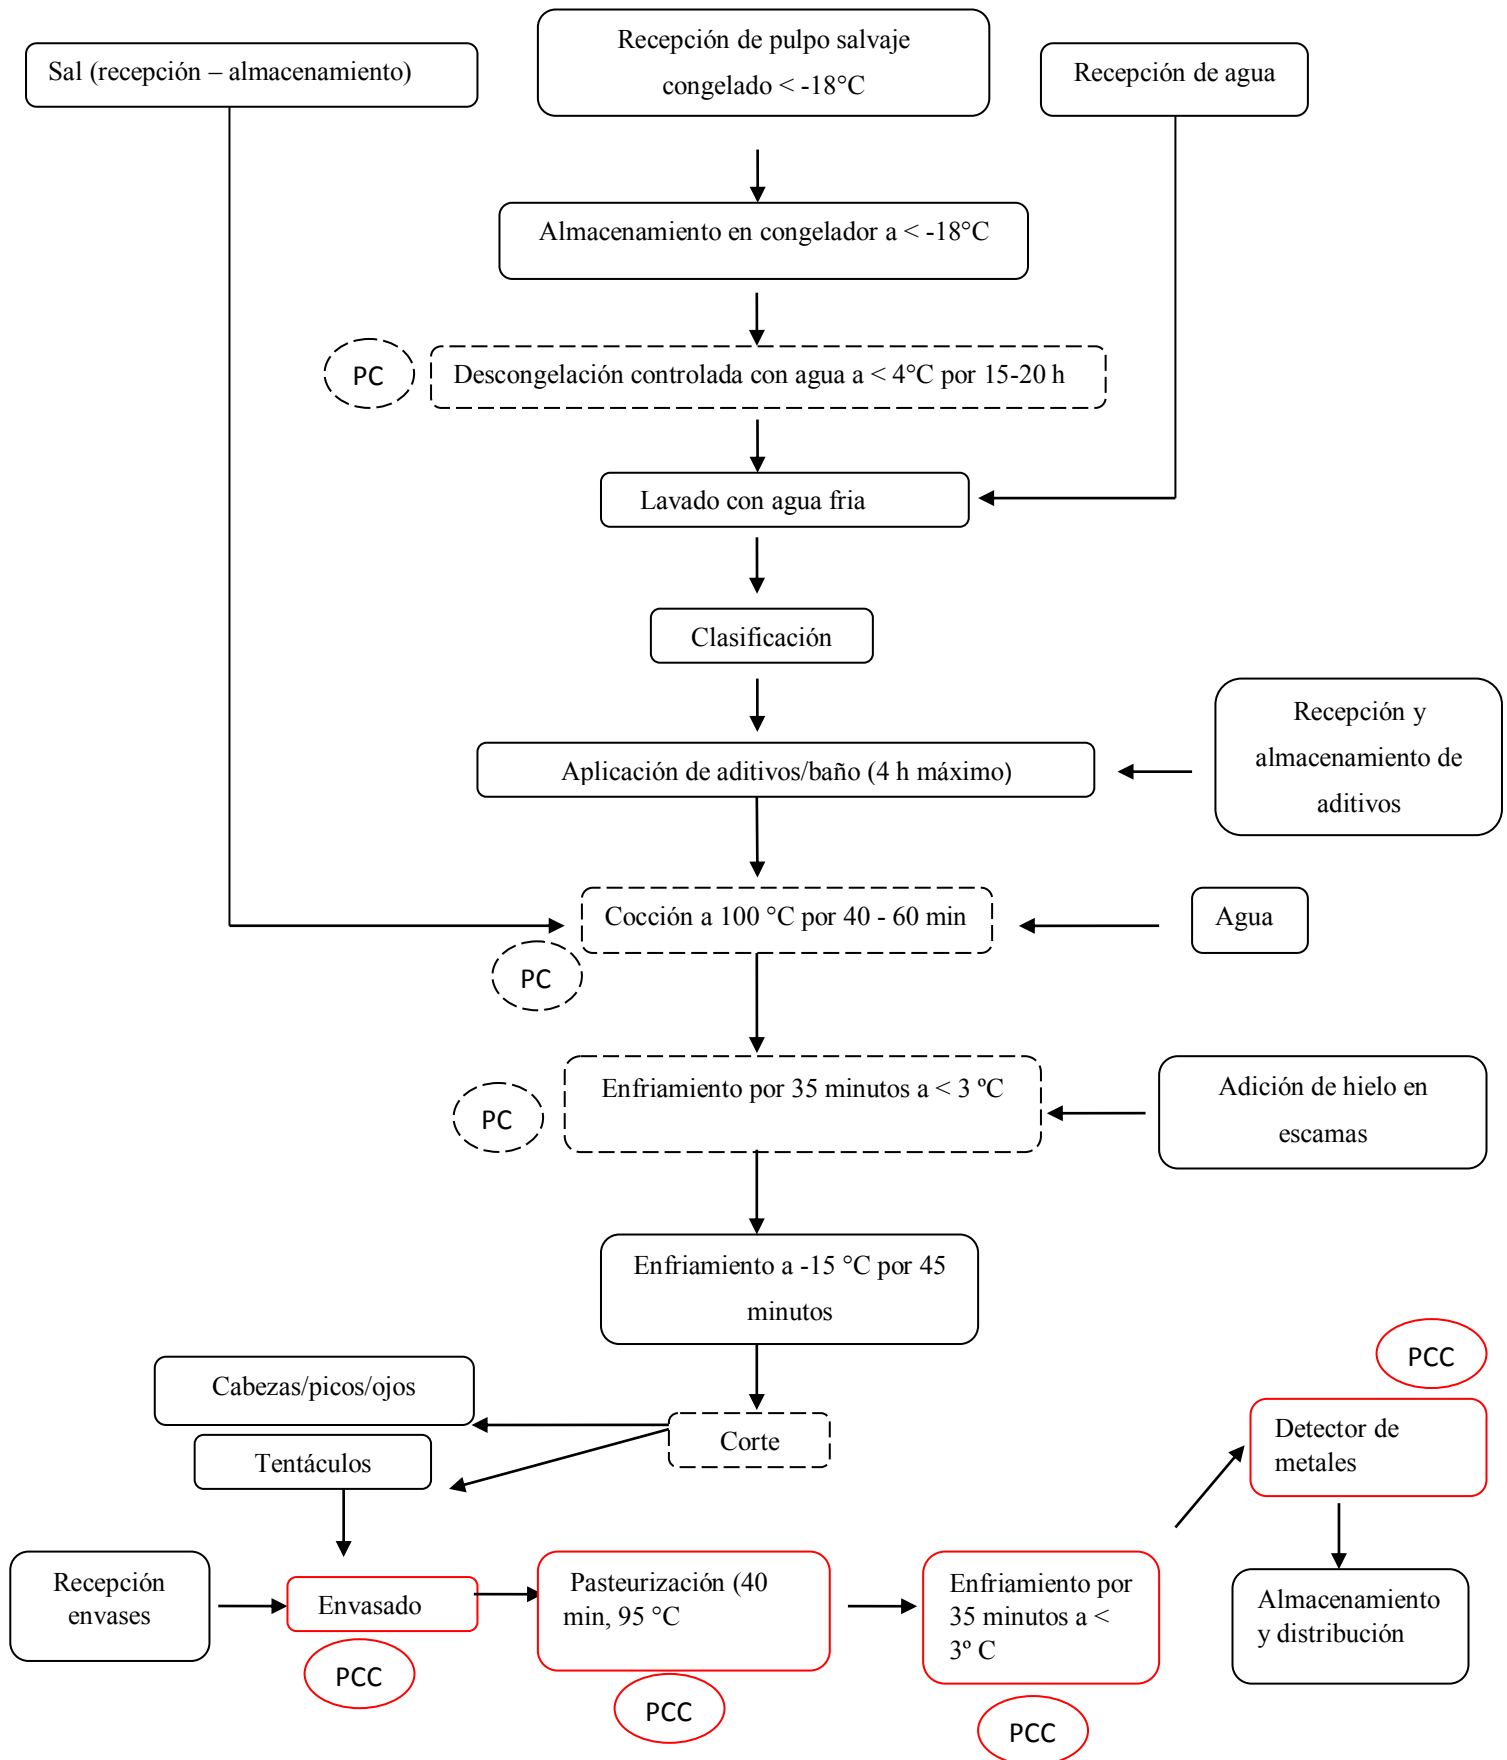 Recepción de pulpo salvaje
congelado < -18°C
Sal (recepción – almacenamiento)
Recepción de agua
Almacenamiento en congelador a < -18°C
PC
Descongelación controlada con agua a < 4°C por 15-20 h
Lavado con agua fria
Clasificación
Recepción y
almacenamiento de
aditivos
Aplicación de aditivos/baño (4 h máximo)
Cocción a 100 °C por 40 - 60 min
Agua
PC
Enfriamiento por 35 minutos a < 3 ºC
PC
Adición de hielo en
escamas
Enfriamiento a -15 °C por 45
minutos
PCC
Cabezas/picos/ojos
Corte
Tentáculos
Detector de
metales
Recepción
envases
Envasado
PCC
Pasteurización (40
min, 95 °C
PCC
Enfriamiento por
35 minutos a <
3º C
PCC
Almacenamiento
y distribución